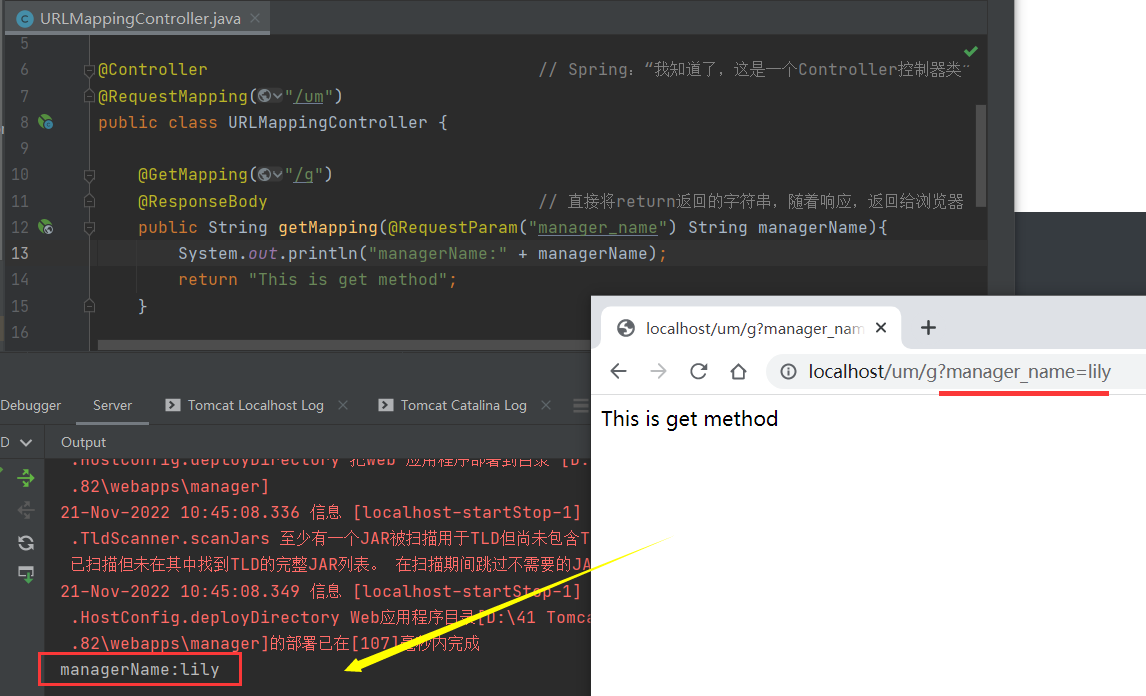 URLMappingController.java
5
6 @Controller // Spring：“我知道了，这是一个Controller控制器类”
7 @RequestMapping("/um")
8 public class URLMappingController {
9
10 @GetMapping("/g")
11 @ResponseBody // 直接将return返回的字符串，随着响应，返回给浏览器
12 public String getMapping(@RequestParam("manager_name") String managerName){
13 System.out.println("managerName:" + managerName);
14 return "This is get method";
15 }
16
localhost/um/g?manager_nam
localhost/um/g?manager_name=lily
This is get method
Debugger Server Tomcat Localhost Log Tomcat Catalina Log
D Output
.HostConfig.deployDirectory 把web 应用程序部署到目录 [D:
.82\webapps\manager]
21-Nov-2022 10:45:08.336 信息 [localhost-startStop-1]
.TldScanner.scanJars 至少有一个JAR被扫描用于TLD但尚未包含T
已扫描但未在其中找到TLD的完整JAR列表。 在扫描期间跳过不需要的JA
21-Nov-2022 10:45:08.349 信息 [localhost-startStop-1]
.HostConfig.deployDirectory Web应用程序目录[D:\41 Tomca
.82\webapps\manager]的部署已在[107]毫秒内完成
managerName:lily